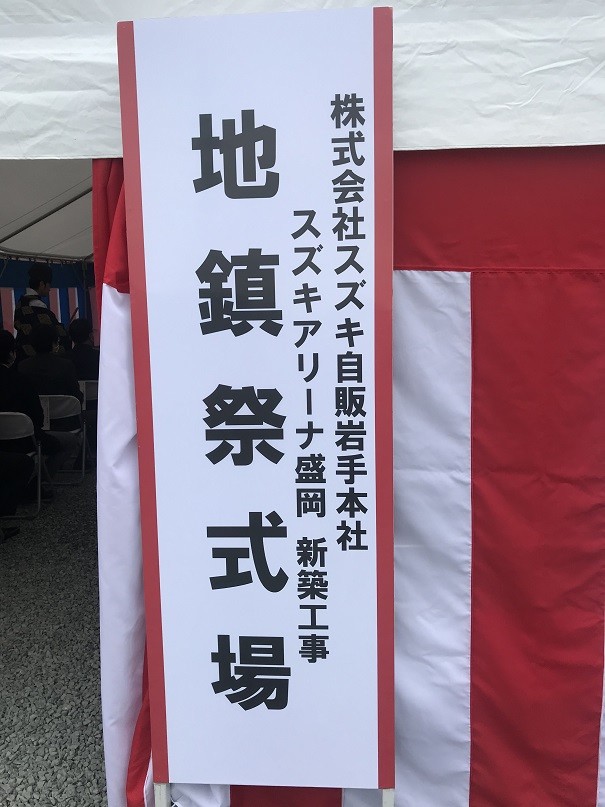 株式会社スズキ自販岩手本社
スズキアリーナ盛岡 新築工事
地鎮祭式場